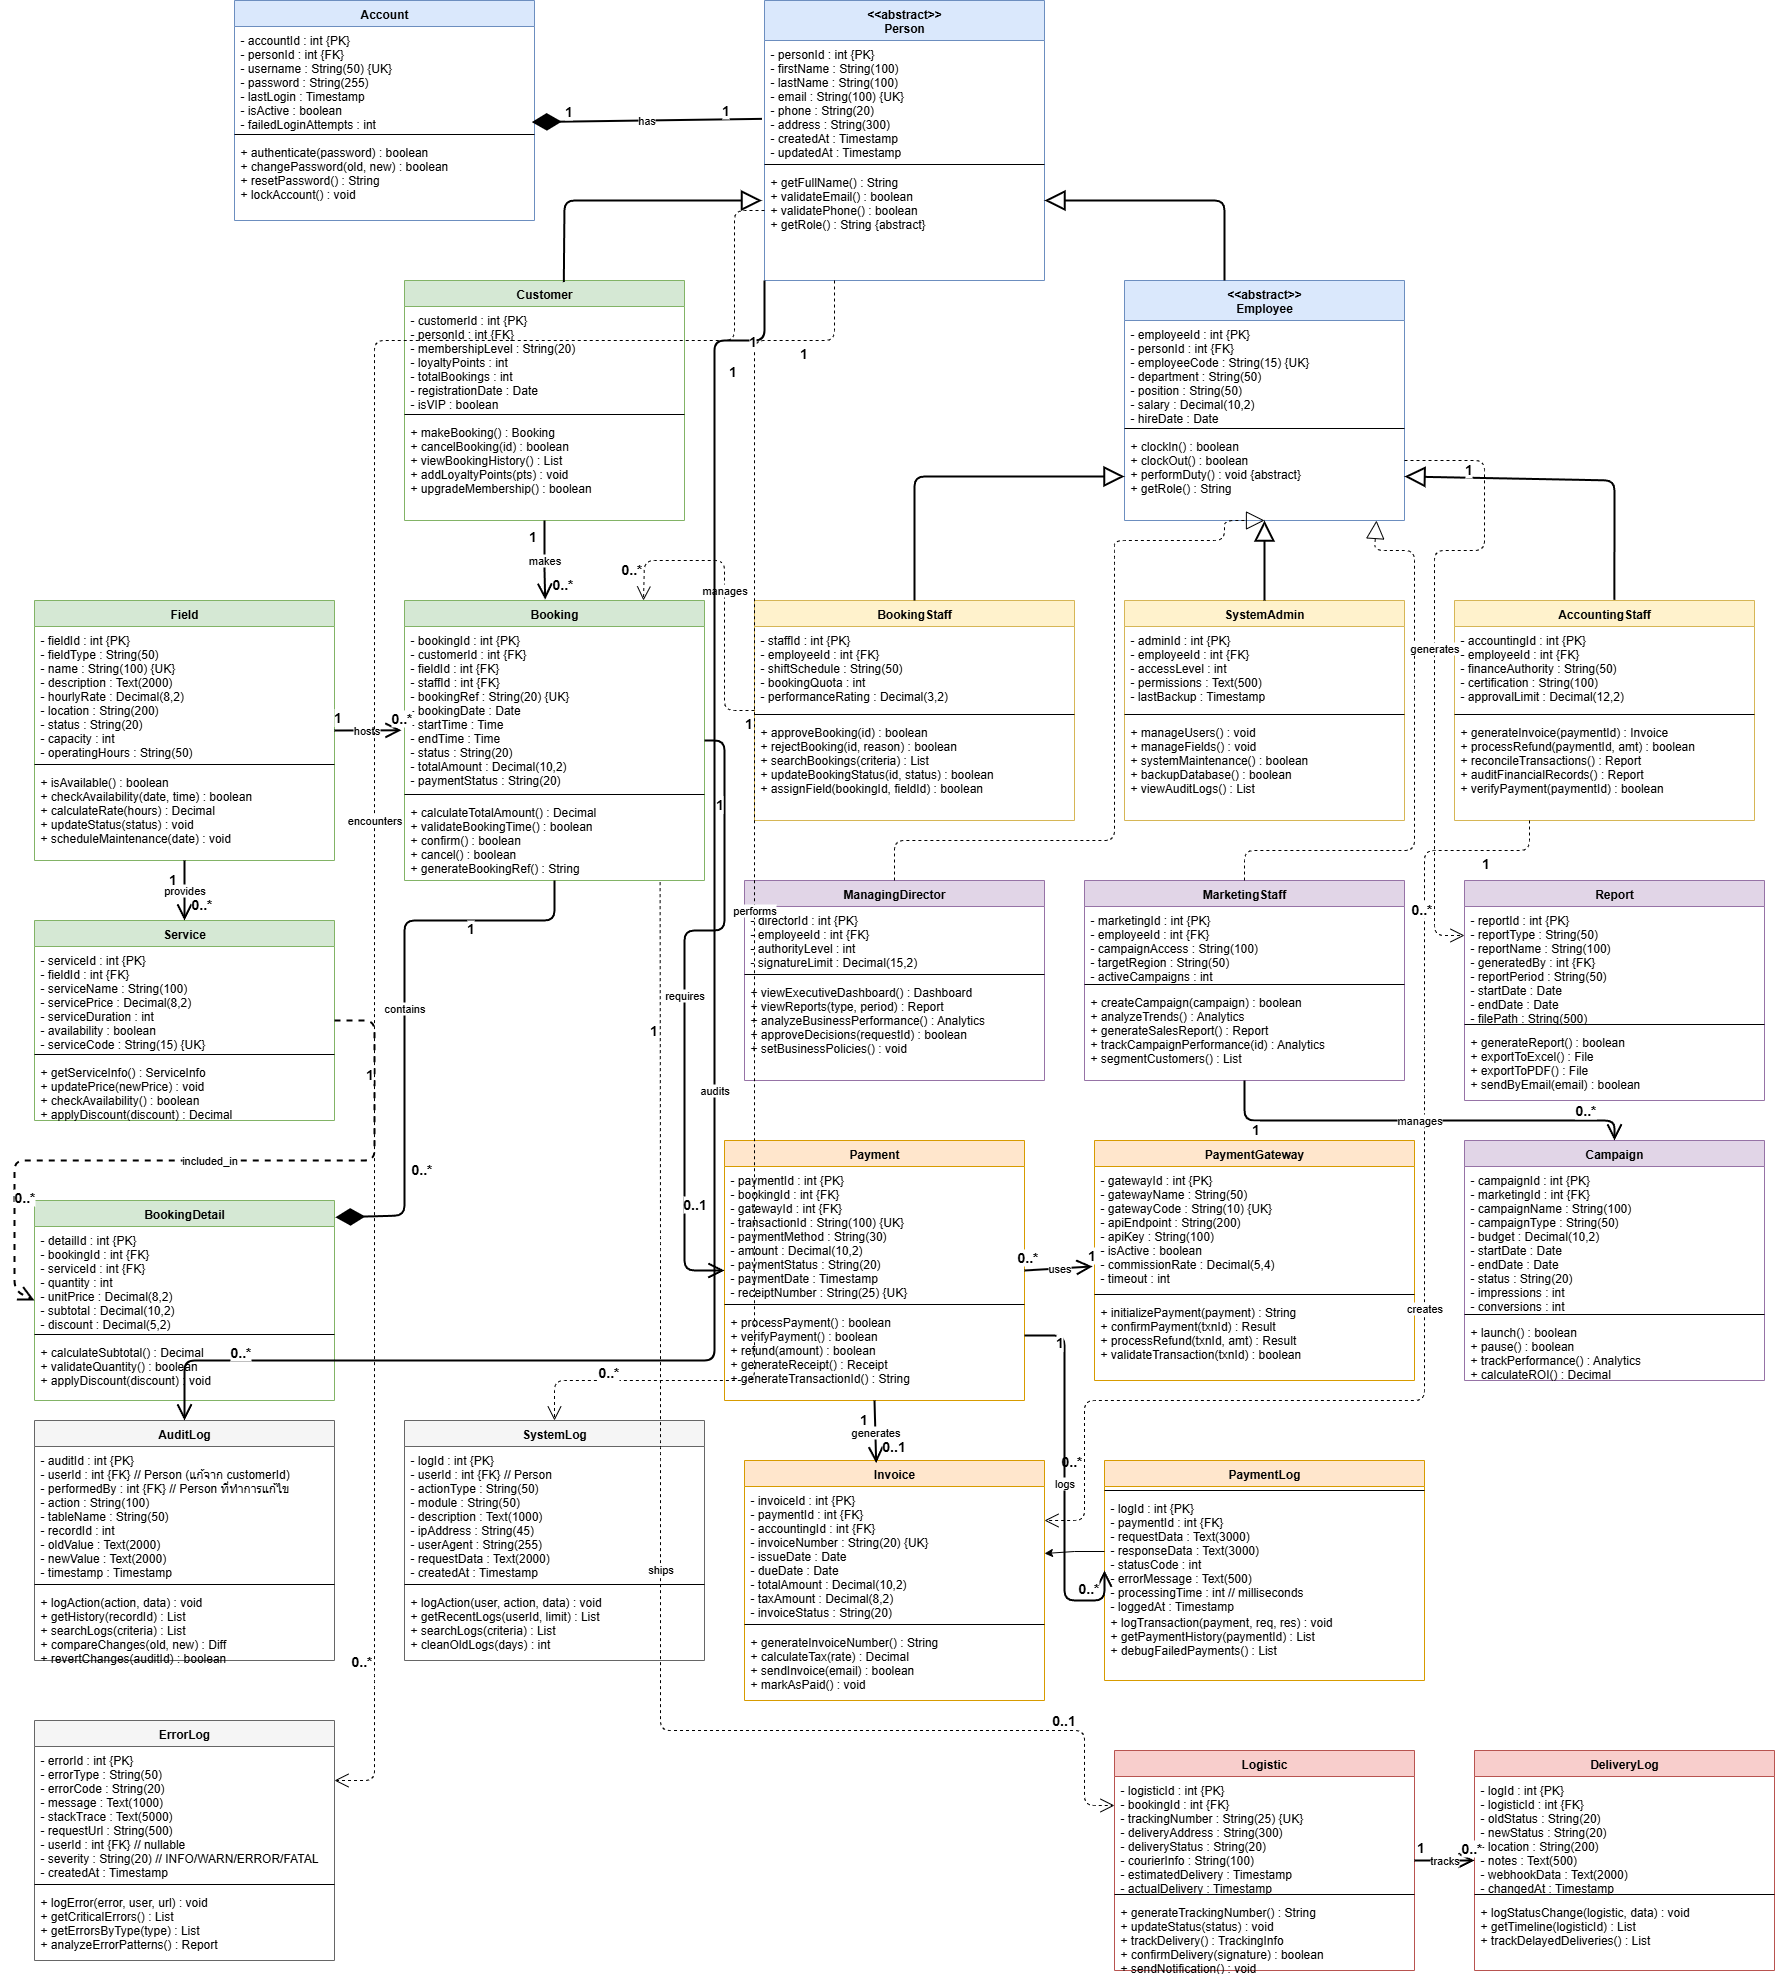 Account
- accountId : int {PK}
- personId : int {FK}
- username : String(50) {UK}
- password : String(255)
- lastLogin : Timestamp
- isActive : boolean
- failedLoginAttempts : int
+ authenticate(password) : boolean
+ changePassword(old, new) : boolean
+ resetPassword() : String
+ lockAccount() : void
1
has
1
<<abstract>>
Person
- personId : int {PK}
- firstName : String(100)
- lastName : String(100)
- email : String(100) {UK}
- phone : String(20)
- address : String(300)
- createdAt : Timestamp
- updatedAt : Timestamp
+ getFullName() : String
+ validateEmail() : boolean
+ validatePhone() : boolean
+ getRole() : String {abstract}
Customer
- customerId : int {PK}
- personId : int {FK}
- membershipLevel : String(20)
- loyaltyPoints : int
- totalBookings : int
- registrationDate : Date
- isVIP : boolean
+ makeBooking() : Booking
+ cancelBooking(id) : boolean
+ viewBookingHistory() : List
+ addLoyaltyPoints(pts) : void
+ upgradeMembership() : boolean
1
1
1
<<abstract>>
Employee
- employeeId : int {PK}
- personId : int {FK}
- employeeCode : String(15) {UK}
- department : String(50)
- position : String(50)
- salary : Decimal(10,2)
- hireDate : Date
+ clockIn() : boolean
+ clockOut() : boolean
+ performDuty() : void {abstract}
+ getRole() : String
1
1
makes
0..*
0..*
manages
1
Field
- fieldId : int {PK}
- fieldType : String(50)
- name : String(100) {UK}
- description : Text(2000)
- hourlyRate : Decimal(8,2)
- location : String(200)
- status : String(20)
- capacity : int
- operatingHours : String(50)
+ isAvailable() : boolean
+ checkAvailability(date, time) : boolean
+ calculateRate(hours) : Decimal
+ updateStatus(status) : void
+ scheduleMaintenance(date) : void
1
hosts
0..*
encounters
Booking
- bookingId : int {PK}
- customerId : int {FK}
- fieldId : int {FK}
- staffId : int {FK}
- bookingRef : String(20) {UK}
- bookingDate : Date
- startTime : Time
- endTime : Time
- status : String(20)
- totalAmount : Decimal(10,2)
- paymentStatus : String(20)
+ calculateTotalAmount() : Decimal
+ validateBookingTime() : boolean
+ confirm() : boolean
+ cancel() : boolean
+ generateBookingRef() : String
1
BookingStaff
- staffId : int {PK}
- employeeId : int {FK}
- shiftSchedule : String(50)
- bookingQuota : int
- performanceRating : Decimal(3,2)
+ approveBooking(id) : boolean
+ rejectBooking(id, reason) : boolean
+ searchBookings(criteria) : List
+ updateBookingStatus(id, status) : boolean
+ assignField(bookingId, fieldId) : boolean
SystemAdmin
- adminId : int {PK}
- employeeId : int {FK}
- accessLevel : int
- permissions : Text(500)
- lastBackup : Timestamp
+ manageUsers() : void
+ manageFields() : void
+ systemMaintenance() : boolean
+ backupDatabase() : boolean
+ viewAuditLogs() : List
generates
AccountingStaff
- accountingId : int {PK}
- employeeId : int {FK}
- financeAuthority : String(50)
- certification : String(100)
- approvalLimit : Decimal(12,2)
+ generateInvoice(paymentId) : Invoice
+ processRefund(paymentId, amt) : boolean
+ reconcileTransactions() : Report
+ auditFinancialRecords() : Report
+ verifyPayment(paymentId) : boolean
1
0..*
1
provides
0..*
Service
- serviceId : int {PK}
- fieldId : int {FK}
- serviceName : String(100)
- servicePrice : Decimal(8,2)
- serviceDuration : int
- availability : boolean
- serviceCode : String(15) {UK}
+ getServiceInfo() : ServiceInfo
+ updatePrice(newPrice) : void
+ checkAvailability() : boolean
+ applyDiscount(discount) : Decimal
1
included_in
0..*
1
contains
0..*
requires
1
audits
0..1
performs
ManagingDirector
- directorId : int {PK}
- employeeId : int {FK}
- authorityLevel : int
- signatureLimit : Decimal(15,2)
+ viewExecutiveDashboard() : Dashboard
+ viewReports(type, period) : Report
+ analyzeBusinessPerformance() : Analytics
+ approveDecisions(requestId) : boolean
+ setBusinessPolicies() : void
MarketingStaff
- marketingId : int {PK}
- employeeId : int {FK}
- campaignAccess : String(100)
- targetRegion : String(50)
- activeCampaigns : int
+ createCampaign(campaign) : boolean
+ analyzeTrends() : Analytics
+ generateSalesReport() : Report
+ trackCampaignPerformance(id) : Analytics
+ segmentCustomers() : List
Report
- reportId : int {PK}
- reportType : String(50)
- reportName : String(100)
- generatedBy : int {FK}
- reportPeriod : String(50)
- startDate : Date
- endDate : Date
- filePath : String(500)
+ generateReport() : boolean
+ exportToExcel() : File
+ exportToPDF() : File
+ sendByEmail(email) : boolean
1
manages
0..*
BookingDetail
- detailId : int {PK}
- bookingId : int {FK}
- serviceId : int {FK}
- quantity : int
- unitPrice : Decimal(8,2)
- subtotal : Decimal(10,2)
- discount : Decimal(5,2)
+ calculateSubtotal() : Decimal
+ validateQuantity() : boolean
+ applyDiscount(discount) : void
0..*
0..*
Payment
- paymentId : int {PK}
- bookingId : int {FK}
- gatewayId : int {FK}
- transactionId : String(100) {UK}
- paymentMethod : String(30)
- amount : Decimal(10,2)
- paymentStatus : String(20)
- paymentDate : Timestamp
- receiptNumber : String(25) {UK}
+ processPayment() : boolean
+ verifyPayment() : boolean
+ refund(amount) : boolean
+ generateReceipt() : Receipt
+ generateTransactionId() : String
0..*
uses
1
1
PaymentGateway
- gatewayId : int {PK}
- gatewayName : String(50)
- gatewayCode : String(10) {UK}
- apiEndpoint : String(200)
- apiKey : String(100)
- isActive : boolean
- commissionRate : Decimal(5,4)
- timeout : int
+ initializePayment(payment) : String
+ confirmPayment(txnId) : Result
+ processRefund(txnId, amt) : Result
+ validateTransaction(txnId) : boolean
creates
Campaign
- campaignId : int {PK}
- marketingId : int {FK}
- campaignName : String(100)
- campaignType : String(50)
- budget : Decimal(10,2)
- startDate : Date
- endDate : Date
- status : String(20)
- impressions : int
- conversions : int
+ launch() : boolean
+ pause() : boolean
+ trackPerformance() : Analytics
+ calculateROI() : Decimal
AuditLog
- auditId : int {PK}
- userId : int {FK} // Person (แก้จาก customerId)
- performedBy : int {FK} // Person ที่ทำการแก้ไข
- action : String(100)
- tableName : String(50)
- recordId : int
- oldValue : Text(2000)
- newValue : Text(2000)
- timestamp : Timestamp
+ logAction(action, data) : void
+ getHistory(recordId) : List
+ searchLogs(criteria) : List
+ compareChanges(old, new) : Diff
+ revertChanges(auditId) : boolean
0..*
SystemLog
- logId : int {PK}
- userId : int {FK} // Person
- actionType : String(50)
- module : String(50)
- description : Text(1000)
- ipAddress : String(45)
- userAgent : String(255)
- requestData : Text(2000)
- createdAt : Timestamp
+ logAction(user, action, data) : void
+ getRecentLogs(userId, limit) : List
+ searchLogs(criteria) : List
+ cleanOldLogs(days) : int
ships
1
generates
0..1
Invoice
- invoiceId : int {PK}
- paymentId : int {FK}
- accountingId : int {FK}
- invoiceNumber : String(20) {UK}
- issueDate : Date
- dueDate : Date
- totalAmount : Decimal(10,2)
- taxAmount : Decimal(8,2)
- invoiceStatus : String(20)
+ generateInvoiceNumber() : String
+ calculateTax(rate) : Decimal
+ sendInvoice(email) : boolean
+ markAsPaid() : void
0..*
logs
0..*
PaymentLog
- logId : int {PK}
- paymentId : int {FK}
- requestData : Text(3000)
- responseData : Text(3000)
- statusCode : int
- errorMessage : Text(500)
- processingTime : int // milliseconds
- loggedAt : Timestamp
+ logTransaction(payment, req, res) : void
+ getPaymentHistory(paymentId) : List
+ debugFailedPayments() : List
ErrorLog
- errorId : int {PK}
- errorType : String(50)
- errorCode : String(20)
- message : Text(1000)
- stackTrace : Text(5000)
- requestUrl : String(500)
- userId : int {FK} // nullable
- severity : String(20) // INFO/WARN/ERROR/FATAL
- createdAt : Timestamp
+ logError(error, user, url) : void
+ getCriticalErrors() : List
+ getErrorsByType(type) : List
+ analyzeErrorPatterns() : Report
0..1
Logistic
- logisticId : int {PK}
- bookingId : int {FK}
- trackingNumber : String(25) {UK}
- deliveryAddress : String(300)
- deliveryStatus : String(20)
- courierInfo : String(100)
- estimatedDelivery : Timestamp
- actualDelivery : Timestamp
+ generateTrackingNumber() : String
+ updateStatus(status) : void
+ trackDelivery() : TrackingInfo
+ confirmDelivery(signature) : boolean
+ sendNotification() : void
1
tracks
0..*
DeliveryLog
- logId : int {PK}
- logisticId : int {FK}
- oldStatus : String(20)
- newStatus : String(20)
- location : String(200)
- notes : Text(500)
- webhookData : Text(2000)
- changedAt : Timestamp
+ logStatusChange(logistic, data) : void
+ getTimeline(logisticId) : List
+ trackDelayedDeliveries() : List